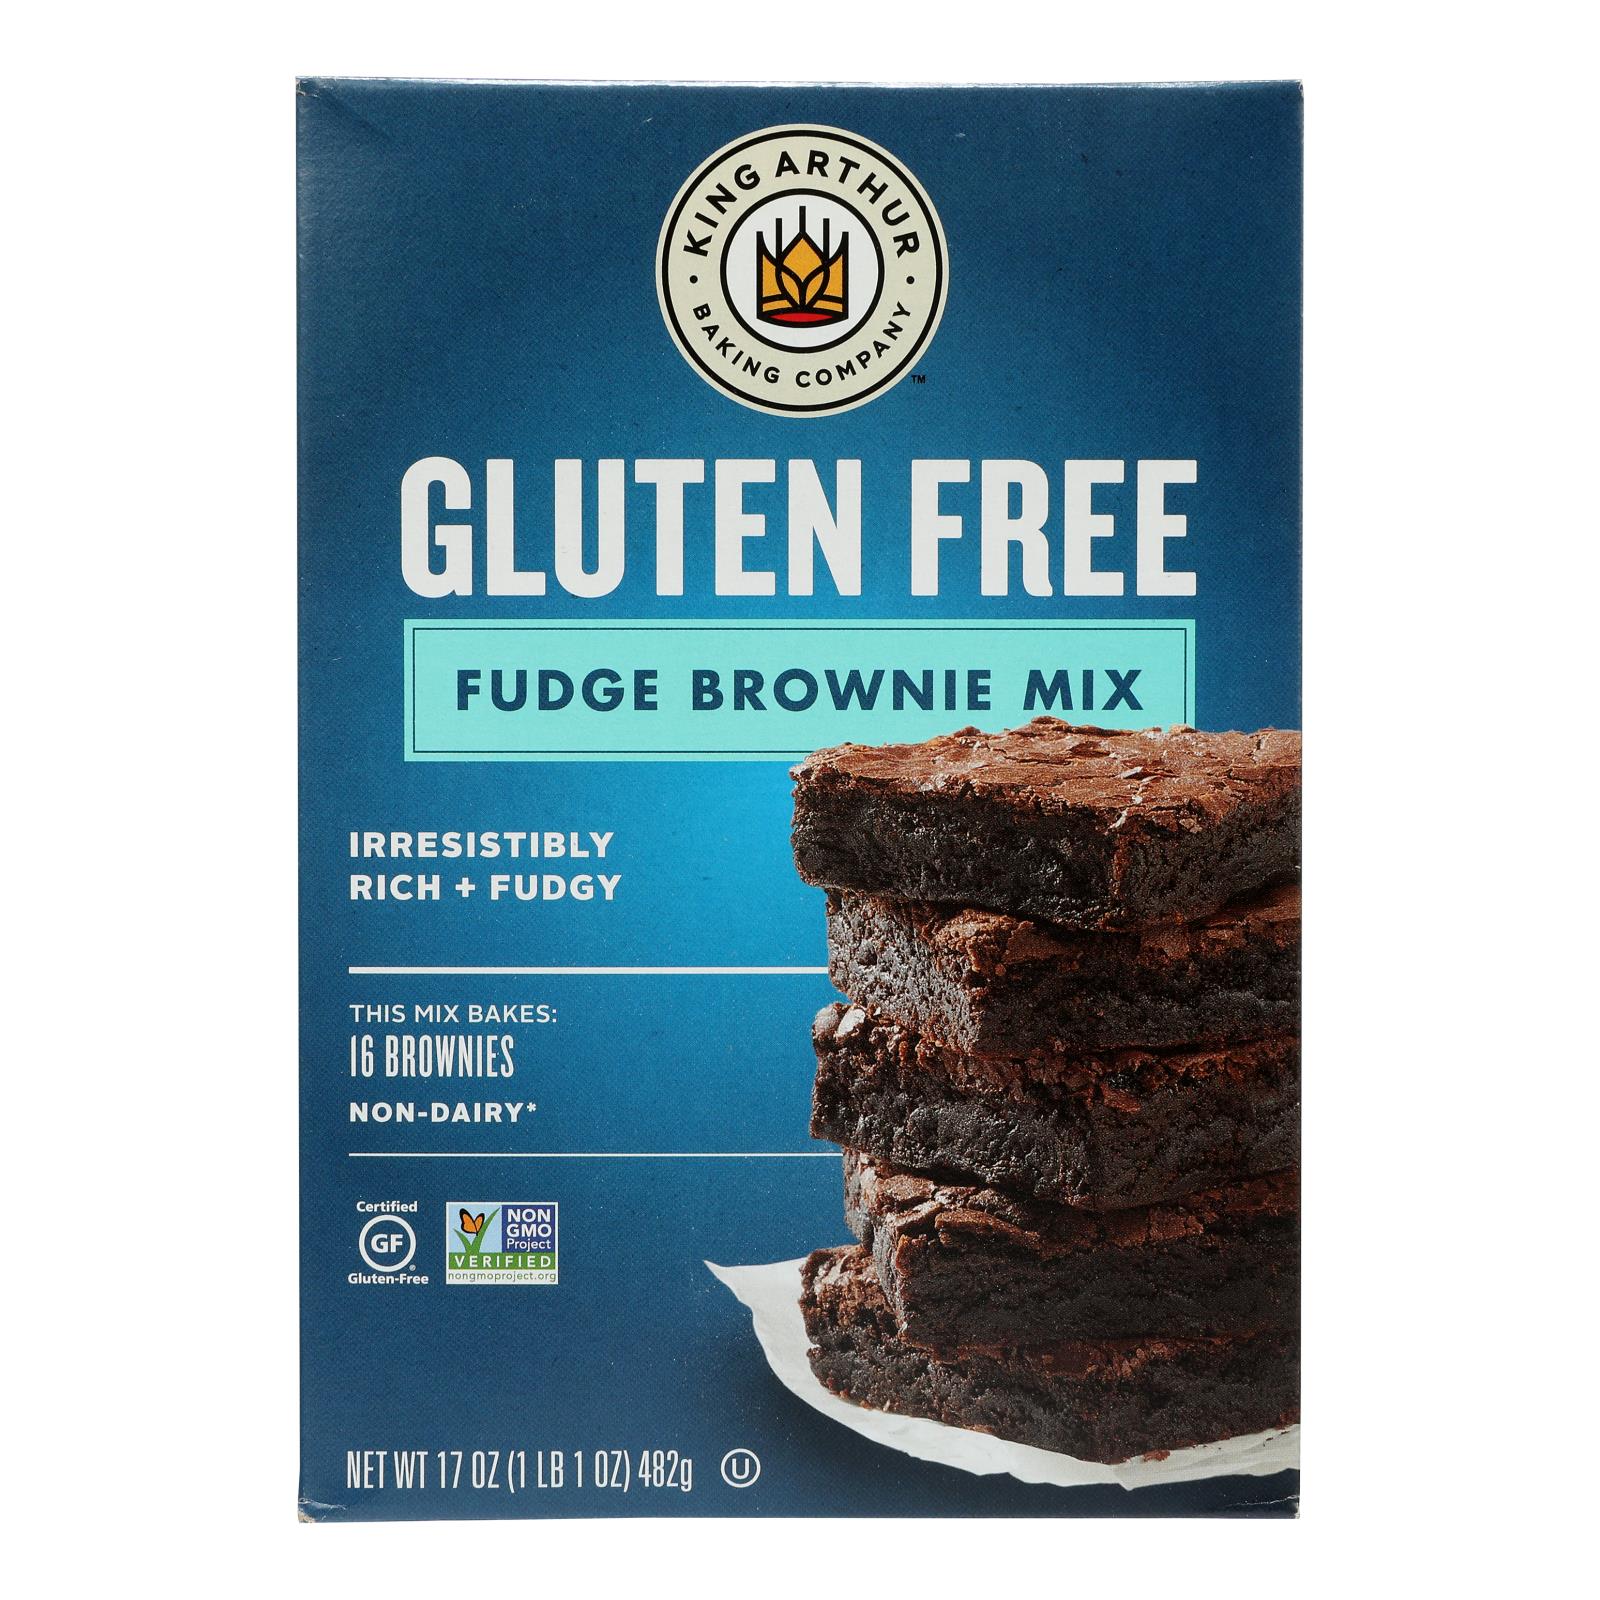 KING ARTHUR
BAKING COMPANY
™
GLUTEN FREE
FUDGE BROWNIE MIX
IRRESISTIBLY
RICH + FUDGY
THIS MIX BAKES:
16 BROWNIES
NON-DAIRY*
Certified
GF®
Gluten-Free
NON
GMO
Project
VERIFIED
nongmoproject.org
NET WT 17 OZ (1 LB 1 OZ) 482g U